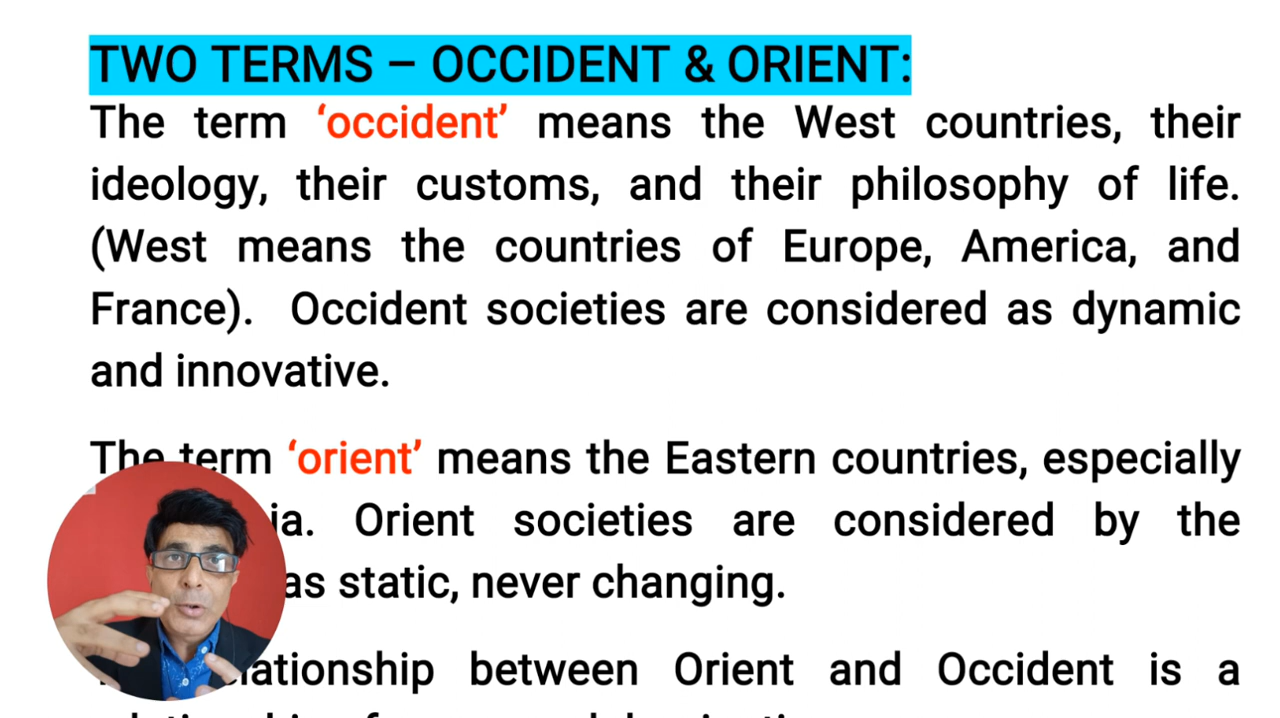 TWO TERMS – OCCIDENT & ORIENT:
The term ‘occident’ means the West countries, their
ideology, their customs, and their philosophy of life.
(West means the countries of Europe, America, and
France). Occident societies are considered as dynamic
and innovative.
The term ‘orient’ means the Eastern countries, especially
Orient societies are considered by the
as static, never changing.
between Orient and Occident is a